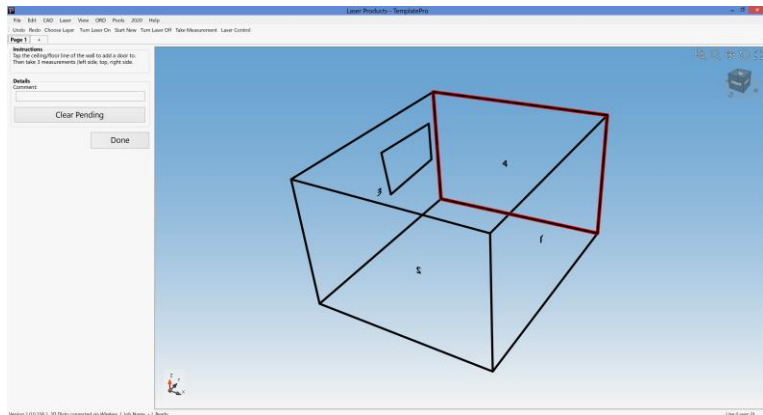 Laser Products - TemplatePro
File Edit CAD Laser View ORD Pools 2020 Help
Undo Redo Choose Layer Turn Laser On Start New Turn Laser Off Take Measurement Laser Control
Page 1 +
Instructions
Tap the ceiling/floor line of the wall to add a door to.
Then take 3 measurements (left side, top, right side.
Details
Comment:
Clear Pending
Done
4
3
1
2
Z
Y
X